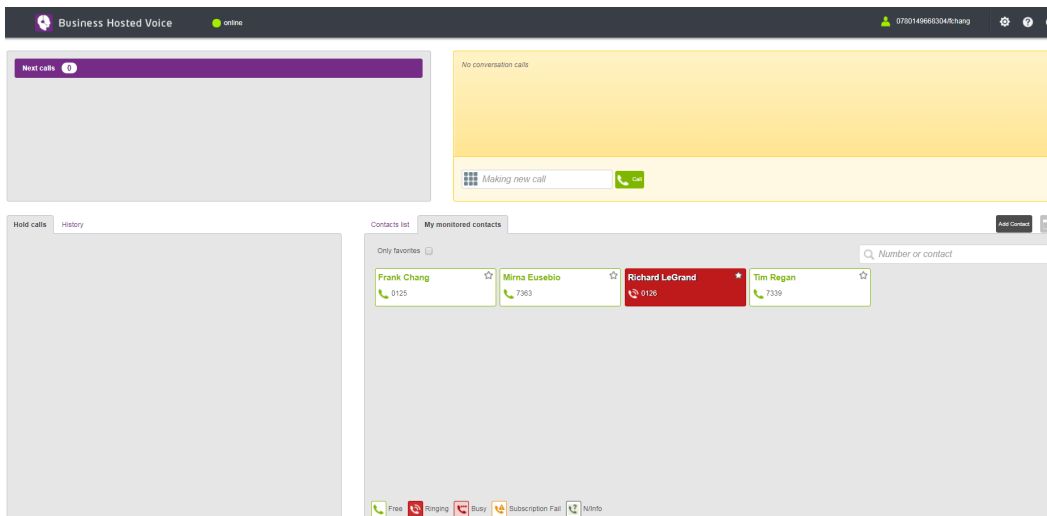 Business Hosted Voice
online
0780149668304/fchang
Next calls 0
No conversation calls
Making new call
Call
Hold calls History
Contacts list My monitored contacts
Add Contact
Only favorites
Number or contact
Frank Chang
0125
Mirna Eusebio
7363
Richard LeGrand
0126
Tim Regan
7339
Free Ringing Busy Subscription Fail N/Info